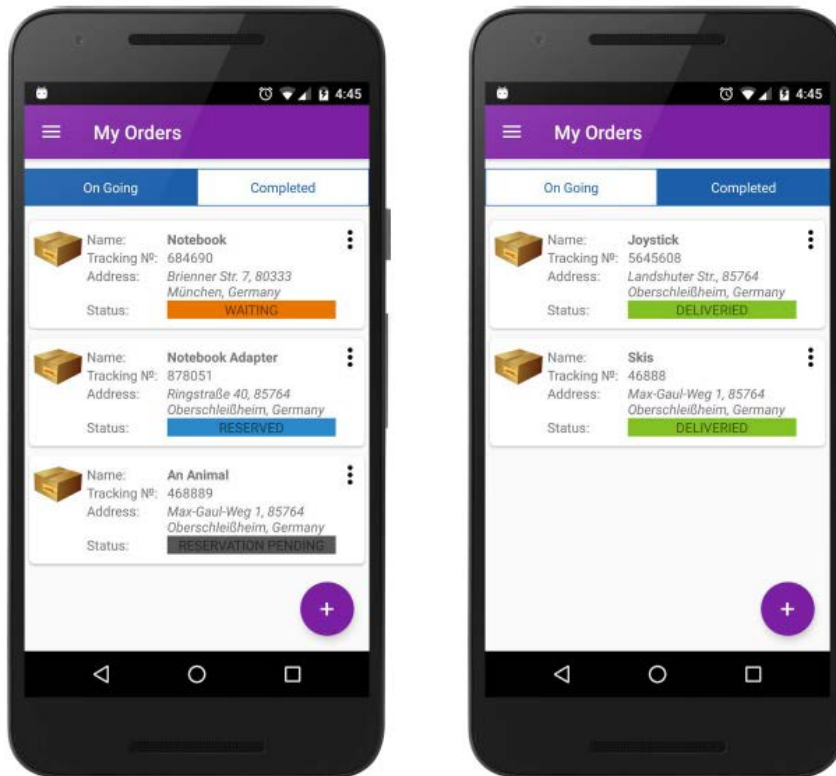 4:45
My Orders
On Going Completed
Name: Notebook
Tracking Nº: 684690
Address: Brienner Str. 7, 80333
München, Germany
Status: WAITING
Name: Notebook Adapter
Tracking Nº: 878051
Address: Ringstraße 40, 85764
Oberschleißheim, Germany
Status: RESERVED
Name: An Animal
Tracking Nº: 468889
Address: Max-Gaul-Weg 1, 85764
Oberschleißheim, Germany
Status: RESERVATION PENDING
+
4:45
My Orders
On Going Completed
Name: Joystick
Tracking Nº: 5645608
Address: Landshuter Str., 85764
Oberschleißheim, Germany
Status: DELIVERIED
Name: Skis
Tracking Nº: 46888
Address: Max-Gaul-Weg 1, 85764
Oberschleißheim, Germany
Status: DELIVERIED
+